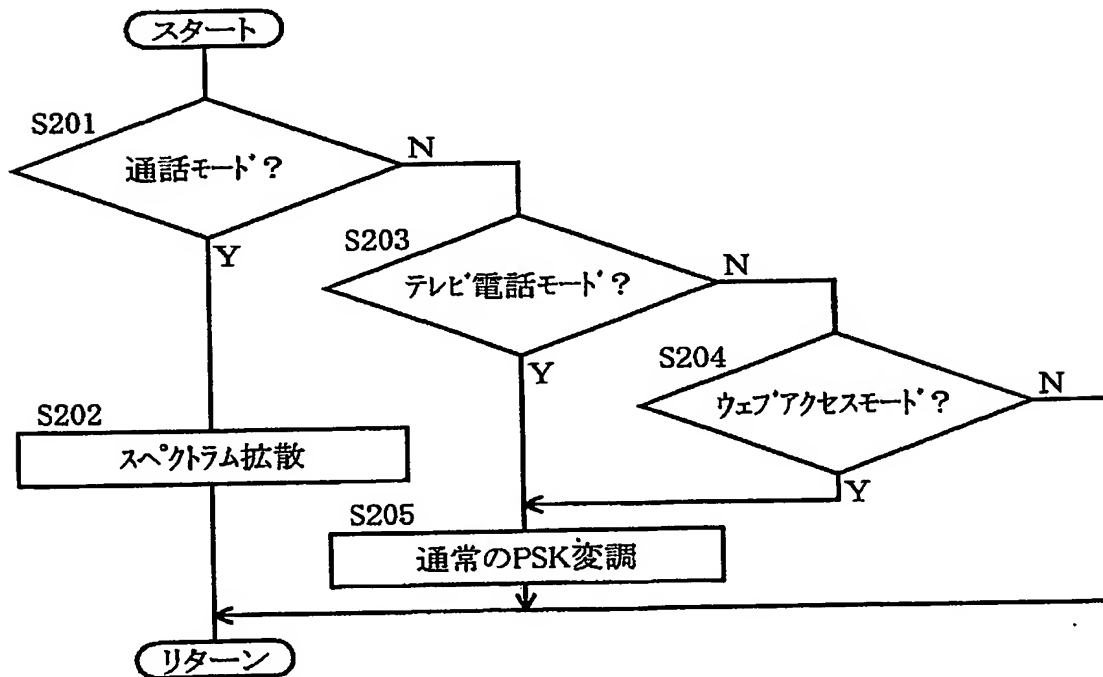 スタート
S201
通話モード?
N
Y
S203
テレビ電話モード?
N
Y
S204
ウェブアクセスモード?
N
Y
S202
スペクトラム拡散
S205
通常のPSK変調
リターン